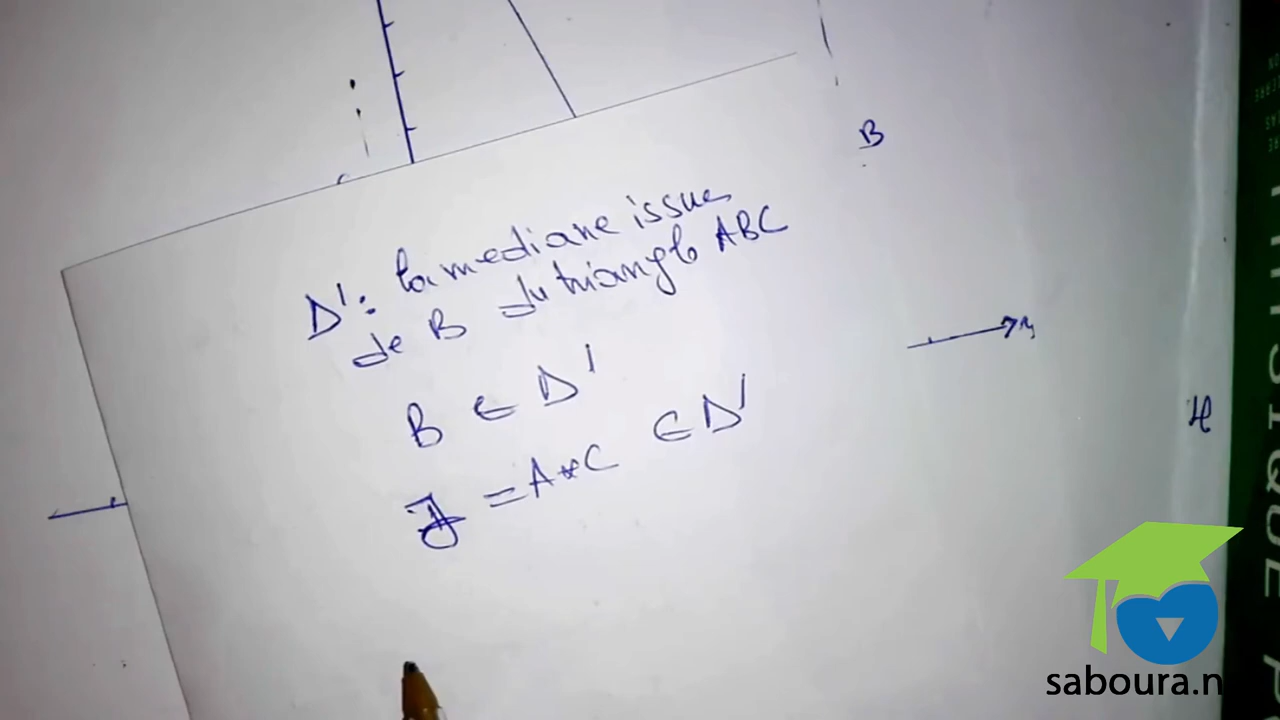 B
D': la mediane issue
de B du triangle ABC
B ∈ D'
J = A*C ∈ D'
saboura.n